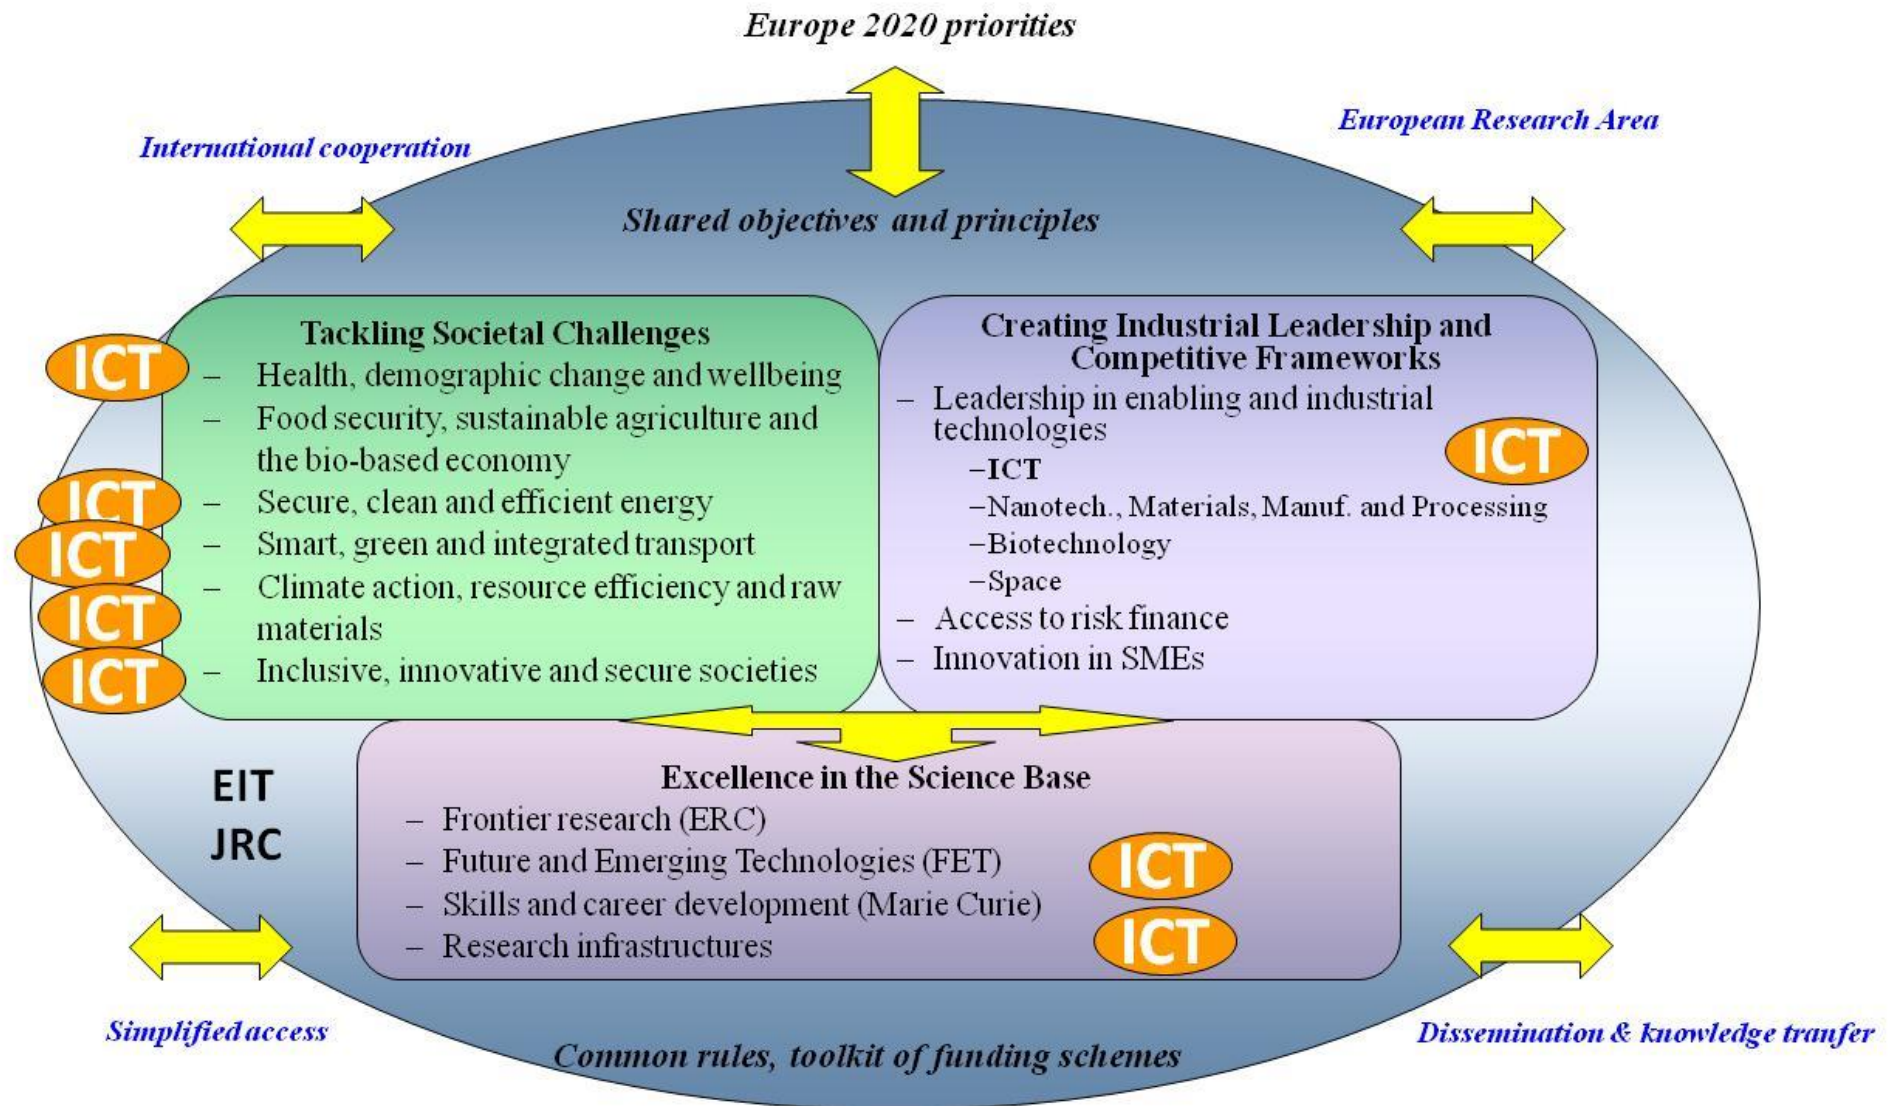 Europe 2020 priorities
International cooperation
European Research Area
Shared objectives and principles
Tackling Societal Challenges
ICT
– Health, demographic change and wellbeing
– Food security, sustainable agriculture and
the bio-based economy
ICT
– Secure, clean and efficient energy
ICT
– Smart, green and integrated transport
ICT
– Climate action, resource efficiency and raw
materials
ICT
– Inclusive, innovative and secure societies
Creating Industrial Leadership and
Competitive Frameworks
– Leadership in enabling and industrial
technologies
ICT
–ICT
–Nanotech., Materials, Manuf. and Processing
–Biotechnology
–Space
– Access to risk finance
– Innovation in SMEs
EIT
JRC
Excellence in the Science Base
– Frontier research (ERC)
– Future and Emerging Technologies (FET)
ICT
– Skills and career development (Marie Curie)
– Research infrastructures
ICT
Simplified access
Dissemination & knowledge tranfer
Common rules, toolkit of funding schemes